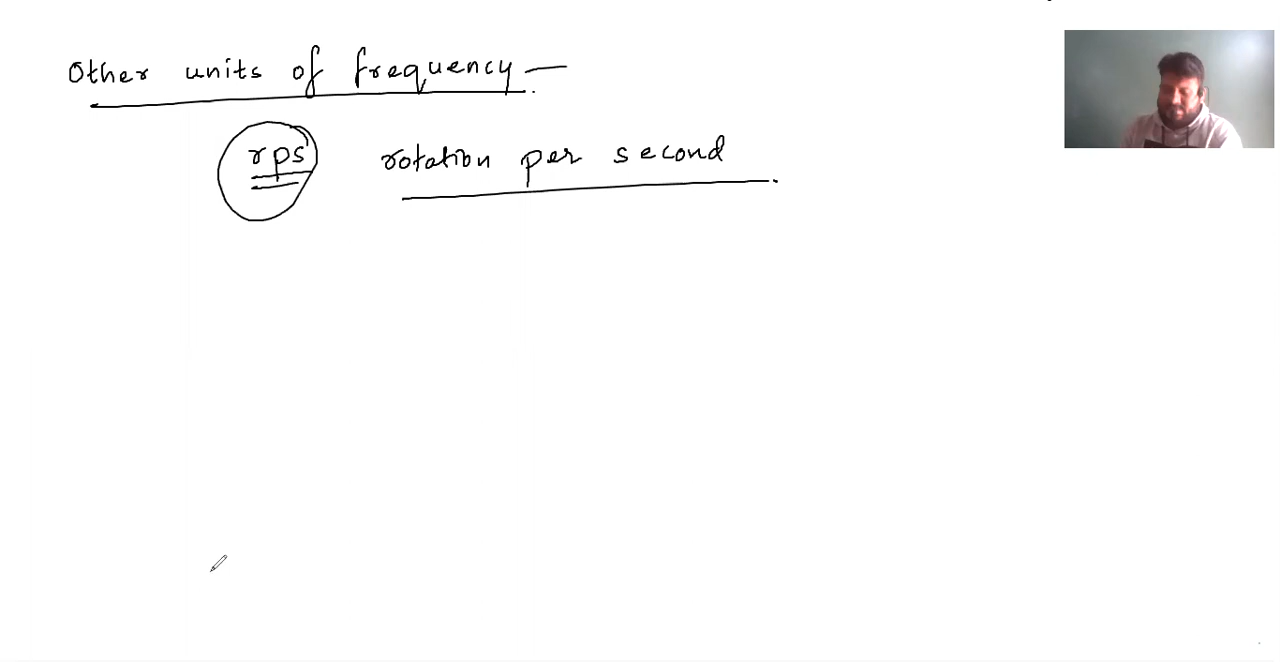 Other units of frequency —
rps rotation per second